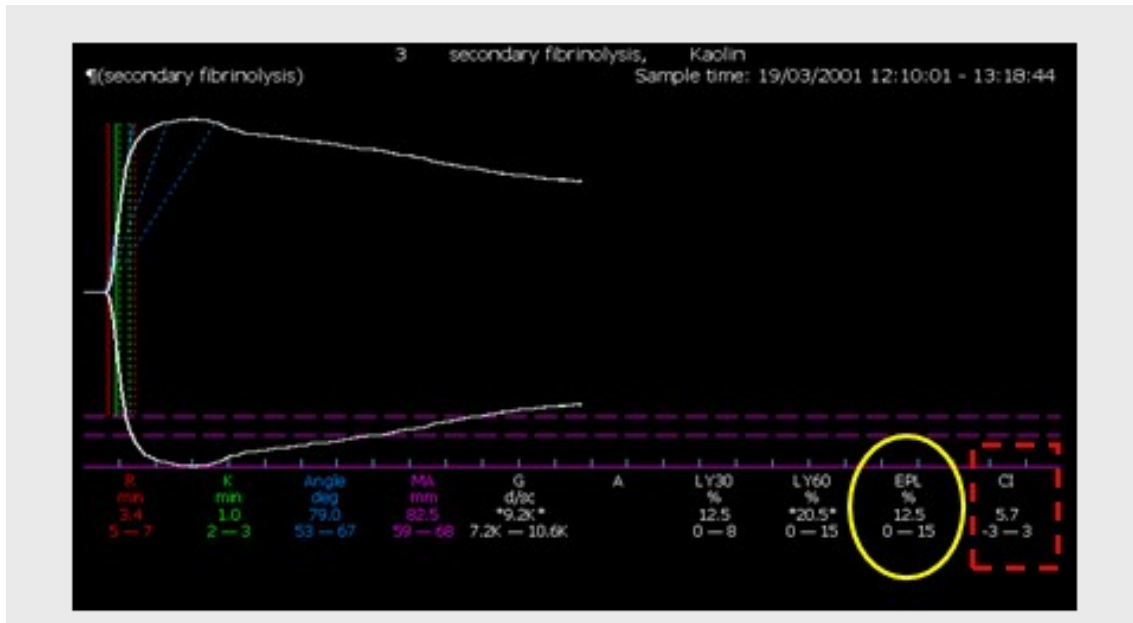 3 secondary fibrinolysis, Kaolin
¶(secondary fibrinolysis) Sample time: 19/03/2001 12:10:01 - 13:18:44
R K Angle MA G A LY30 LY60 EPL CI
min min deg mm d/sc % % %
3.4 1.0 79.0 82.5 *9.2K* 12.5 *20.5* 12.5 5.7
5 — 7 2 — 3 53 — 67 59 — 68 7.2K — 10.6K 0 — 8 0 — 15 0 — 15 -3 — 3